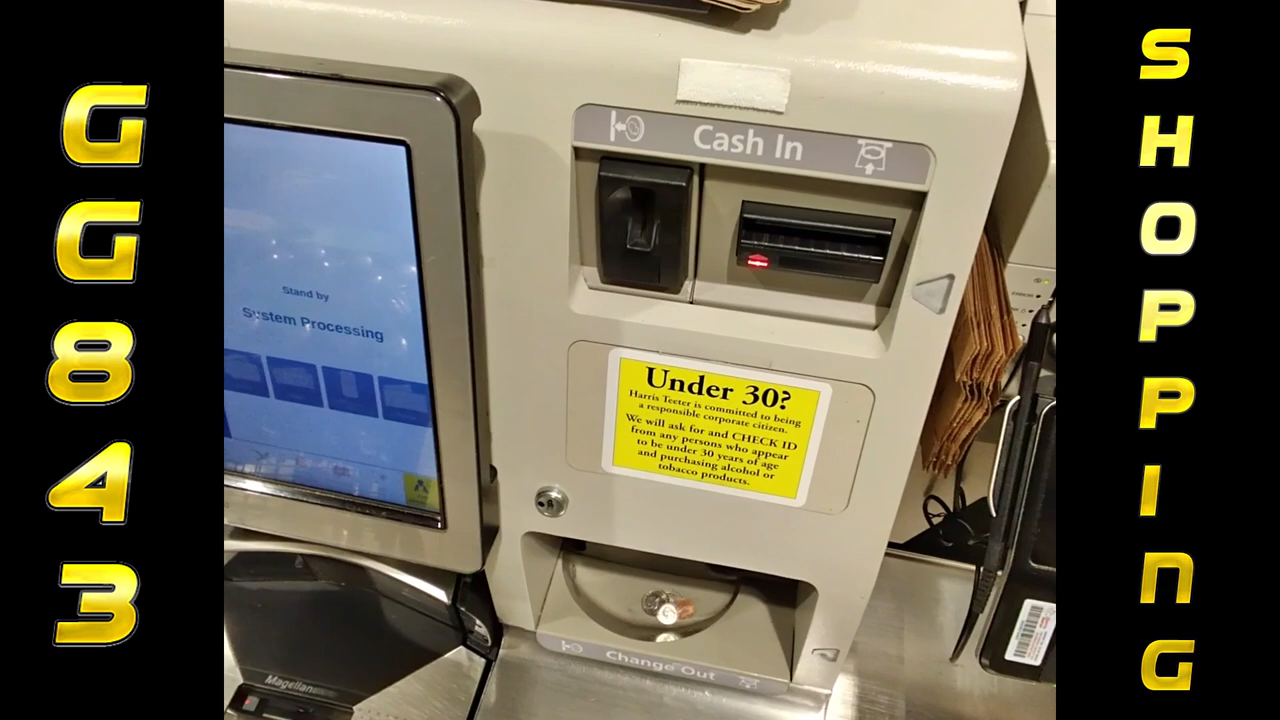 GG843
Cash In
Stand by
System Processing
Under 30?
Harris Teeter is committed to being
a responsible corporate citizen.
We will ask for and CHECK ID
from any persons who appear
to be under 30 years of age
and purchasing alcohol or
tobacco products.
Change Out
Magellan
SHOPPING